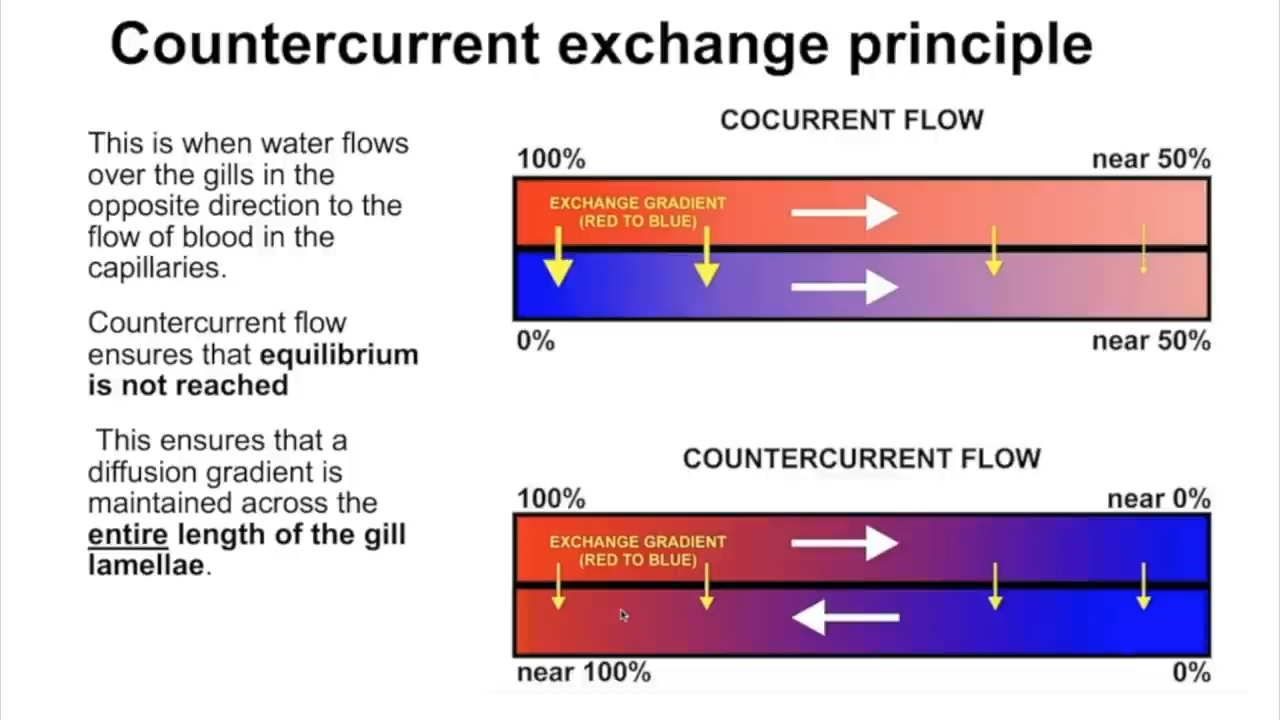 Countercurrent exchange principle
This is when water flows
over the gills in the
opposite direction to the
flow of blood in the
capillaries.
Countercurrent flow
ensures that equilibrium
is not reached
This ensures that a
diffusion gradient is
maintained across the
entire length of the gill
lamellae.
COCURRENT FLOW
100%
near 50%
EXCHANGE GRADIENT
(RED TO BLUE)
0%
near 50%
COUNTERCURRENT FLOW
100%
near 0%
EXCHANGE GRADIENT
(RED TO BLUE)
near 100%
0%